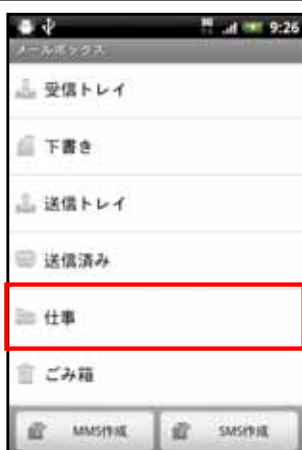 9:26
メールボックス
受信トレイ
下書き
送信トレイ
送信済み
仕事
ごみ箱
MMS作成
SMS作成